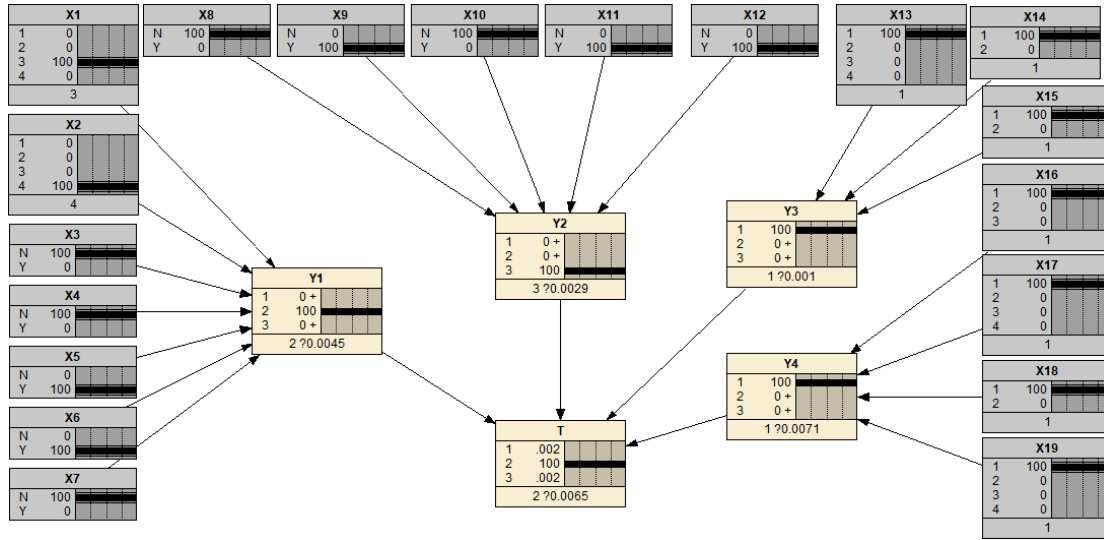 X1
1 0
2 0
3 100
4 0
3
X8
N 100
Y 0
X9
N 0
Y 100
X10
N 100
Y 0
X11
N 0
Y 100
X12
N 0
Y 100
X13
1 100
2 0
3 0
4 0
1
X14
1 100
2 0
1
X2
1 0
2 0
3 0
4 100
4
X15
1 100
2 0
1
X16
1 100
2 0
3 0
1
X3
N 100
Y 0
Y2
1 0 +
2 0 +
3 100
3 ?0.0029
Y3
1 100
2 0 +
3 0 +
1 ?0.001
X17
1 100
2 0
3 0
4 0
1
Y1
1 0 +
2 100
3 0 +
2 ?0.0045
X4
N 100
Y 0
X5
N 0
Y 100
Y4
1 100
2 0 +
3 0 +
1 ?0.0071
X18
1 100
2 0
1
X6
N 0
Y 100
T
1 .002
2 100
3 .002
2 ?0.0065
X19
1 100
2 0
3 0
4 0
1
X7
N 100
Y 0